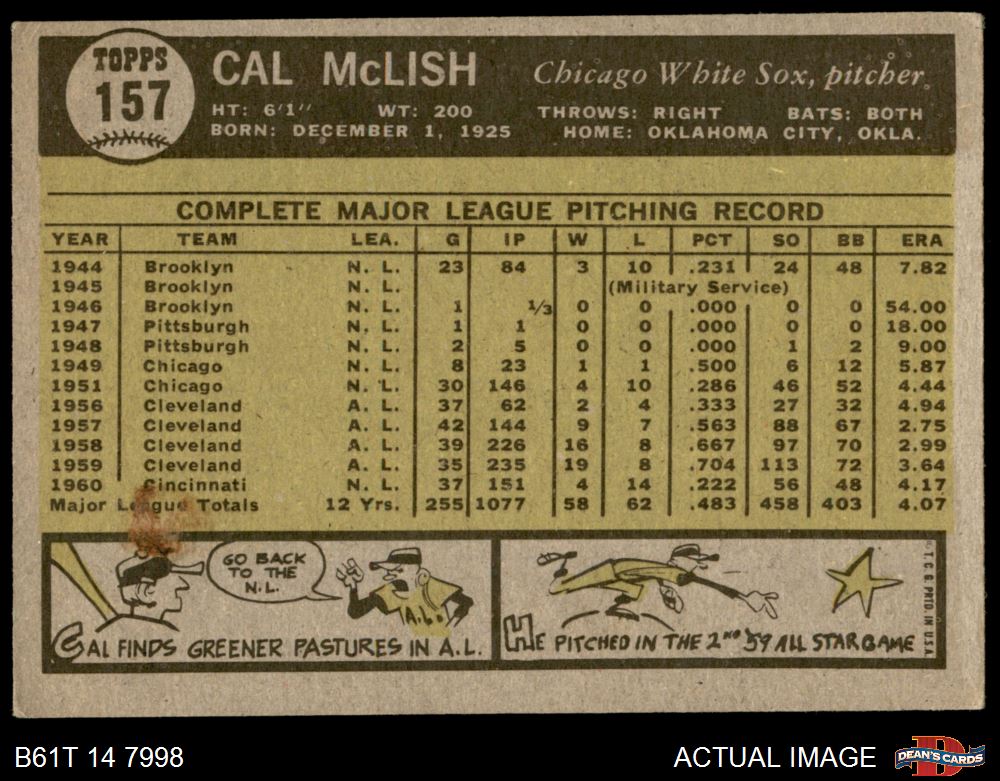 TOPPS
157
CAL McLISH Chicago White Sox, pitcher
HT: 6'1" WT: 200 THROWS: RIGHT BATS: BOTH
BORN: DECEMBER 1, 1925 HOME: OKLAHOMA CITY, OKLA.
COMPLETE MAJOR LEAGUE PITCHING RECORD
YEAR TEAM LEA. G IP W L PCT SO BB ERA
1944 Brooklyn N. L. 23 84 3 10 .231 24 48 7.82
1945 Brooklyn N. L. (Military Service)
1946 Brooklyn N. L. 1 1/3 0 0 .000 0 0 54.00
1947 Pittsburgh N. L. 1 1 0 0 .000 0 0 18.00
1948 Pittsburgh N. L. 2 5 0 0 .000 1 2 9.00
1949 Chicago N. L. 8 23 1 1 .500 6 12 5.87
1951 Chicago N. L. 30 146 4 10 .286 46 52 4.44
1956 Cleveland A. L. 37 62 2 4 .333 27 32 4.94
1957 Cleveland A. L. 42 144 9 7 .563 88 67 2.75
1958 Cleveland A. L. 39 226 16 8 .667 97 70 2.99
1959 Cleveland A. L. 35 235 19 8 .704 113 72 3.64
1960 Cincinnati N. L. 37 151 4 14 .222 56 48 4.17
Major League Totals 12 Yrs. 255 1077 58 62 .483 458 403 4.07
GO BACK
TO THE
N.L.
A.L.
CAL FINDS GREENER PASTURES IN A.L.
HE PITCHED IN THE 2ND '59 ALL STAR GAME
© T.C.G. PRTD. IN U.S.A.
B61T 14 7998 ACTUAL IMAGE
D
DEAN'S CARDS